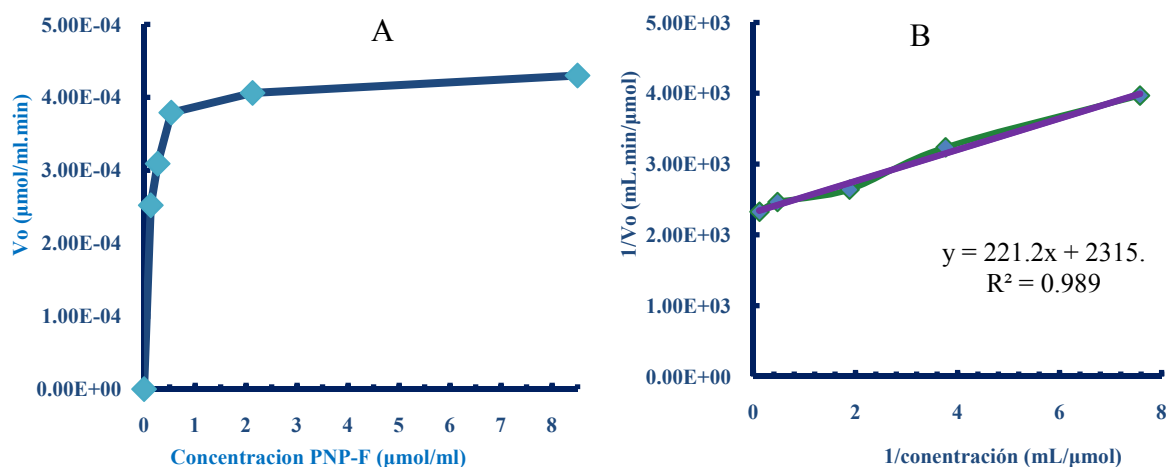 A
5.00E-04
4.00E-04
3.00E-04
2.00E-04
1.00E-04
0.00E+00
Vo (µmol/ml.min)
0 1 2 3 4 5 6 7 8
Concentracion PNP-F (µmol/ml)
B
5.00E+03
4.00E+03
3.00E+03
2.00E+03
1.00E+03
0.00E+00
1/Vo (mL.min/µmol)
y = 221.2x + 2315.
R² = 0.989
0 2 4 6 8
1/conentración (mL/µmol)